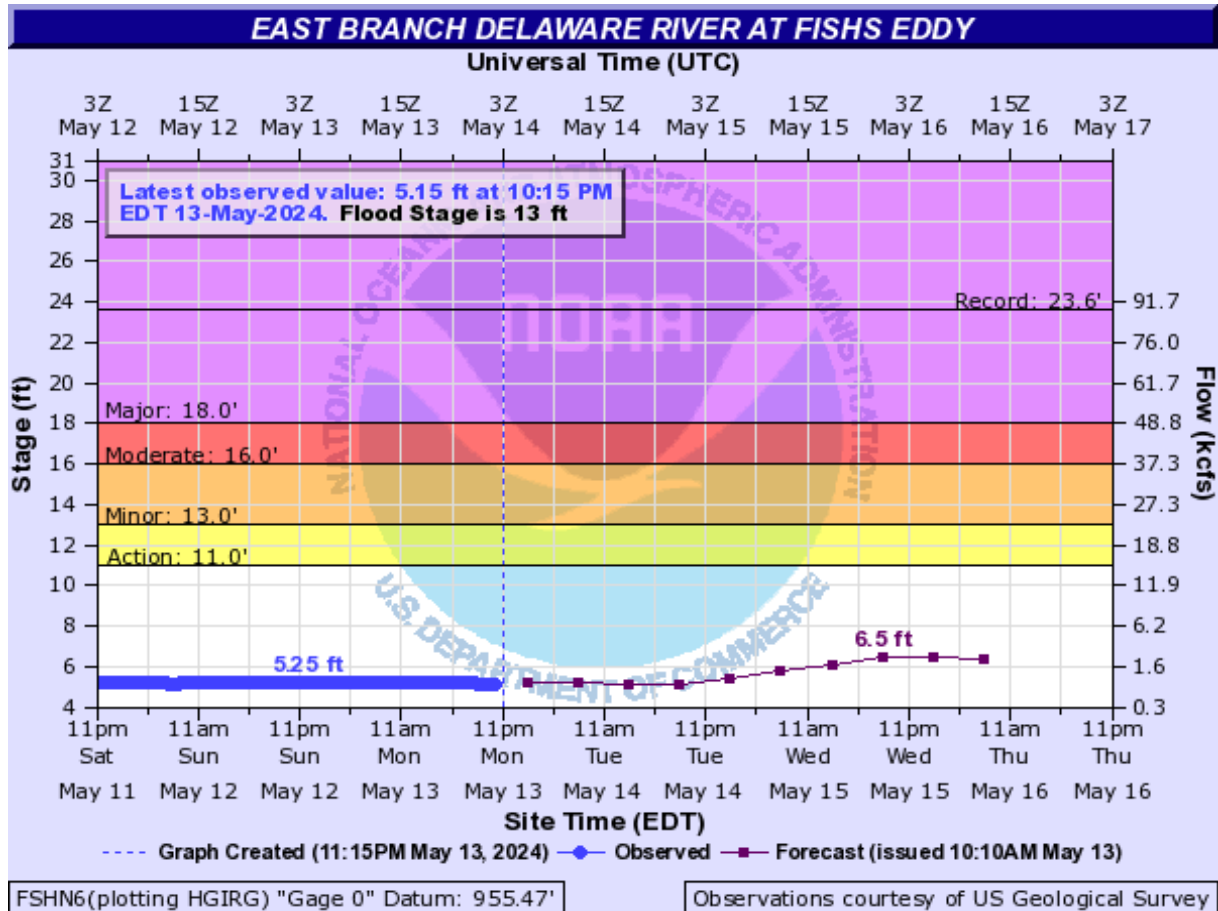 EAST BRANCH DELAWARE RIVER AT FISHS EDDY
Universal Time (UTC)
3Z 15Z 3Z 15Z 3Z 15Z 3Z 15Z 3Z 15Z 3Z
May 12 May 12 May 13 May 13 May 14 May 14 May 15 May 15 May 16 May 16 May 17
Latest observed value: 5.15 ft at 10:15 PM
EDT 13-May-2024. Flood Stage is 13 ft
NATIONAL OCEANIC AND ATMOSPHERIC ADMINISTRATION
NOAA
U.S. DEPARTMENT OF COMMERCE
Stage (ft)
31
30
28
26
24
22
20
18
16
14
12
10
8
6
4
Record: 23.6'
Major: 18.0'
Moderate: 16.0'
Minor: 13.0'
Action: 11.0'
5.25 ft
6.5 ft
91.7
76.0
61.7
48.8
37.3
27.3
18.8
11.9
6.2
1.6
0.3
Flow (kcfs)
11pm 11am 11pm 11am 11pm 11am 11pm 11am 11pm 11am 11pm
Sat Sun Sun Mon Mon Tue Tue Wed Wed Thu Thu
May 11 May 12 May 12 May 13 May 13 May 14 May 14 May 15 May 15 May 16 May 16
Site Time (EDT)
Graph Created (11:15PM May 13, 2024) Observed Forecast (issued 10:10AM May 13)
FSHN6(plotting HGIRG) "Gage 0" Datum: 955.47'
Observations courtesy of US Geological Survey